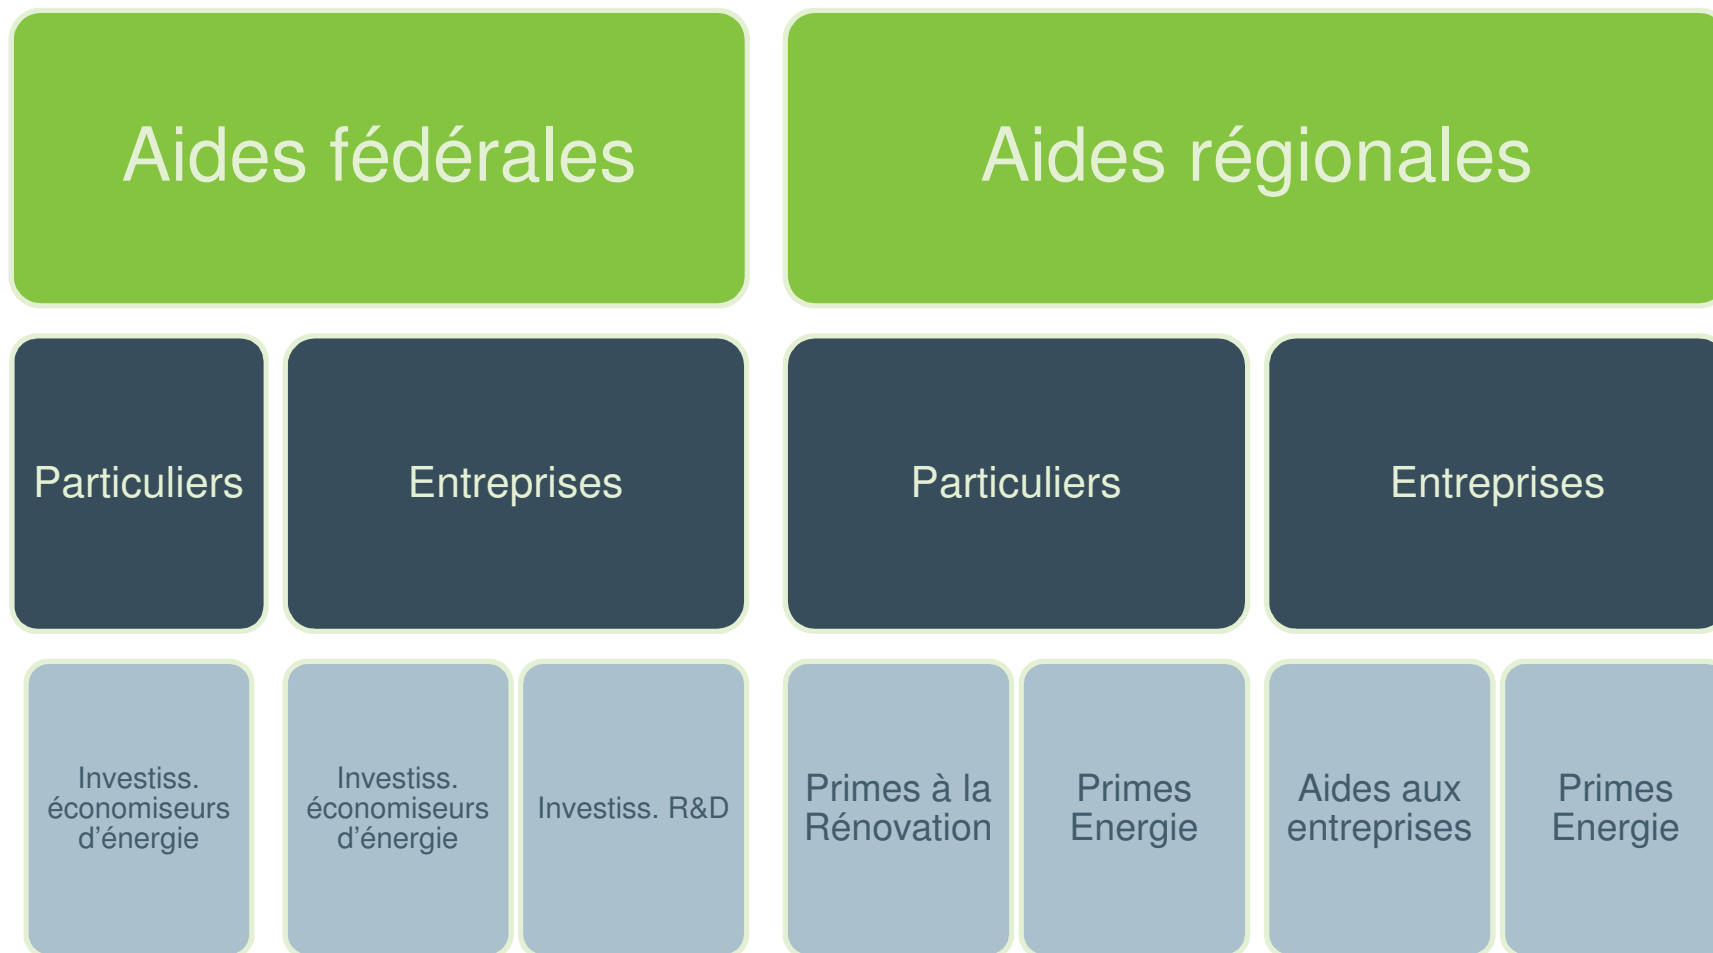 Aides fédérales
Aides régionales
Particuliers
Entreprises
Particuliers
Entreprises
Investiss.
économiseurs
d’énergie
Investiss.
économiseurs
d’énergie
Investiss. R&D
Primes à la
Rénovation
Primes
Energie
Aides aux
entreprises
Primes
Energie